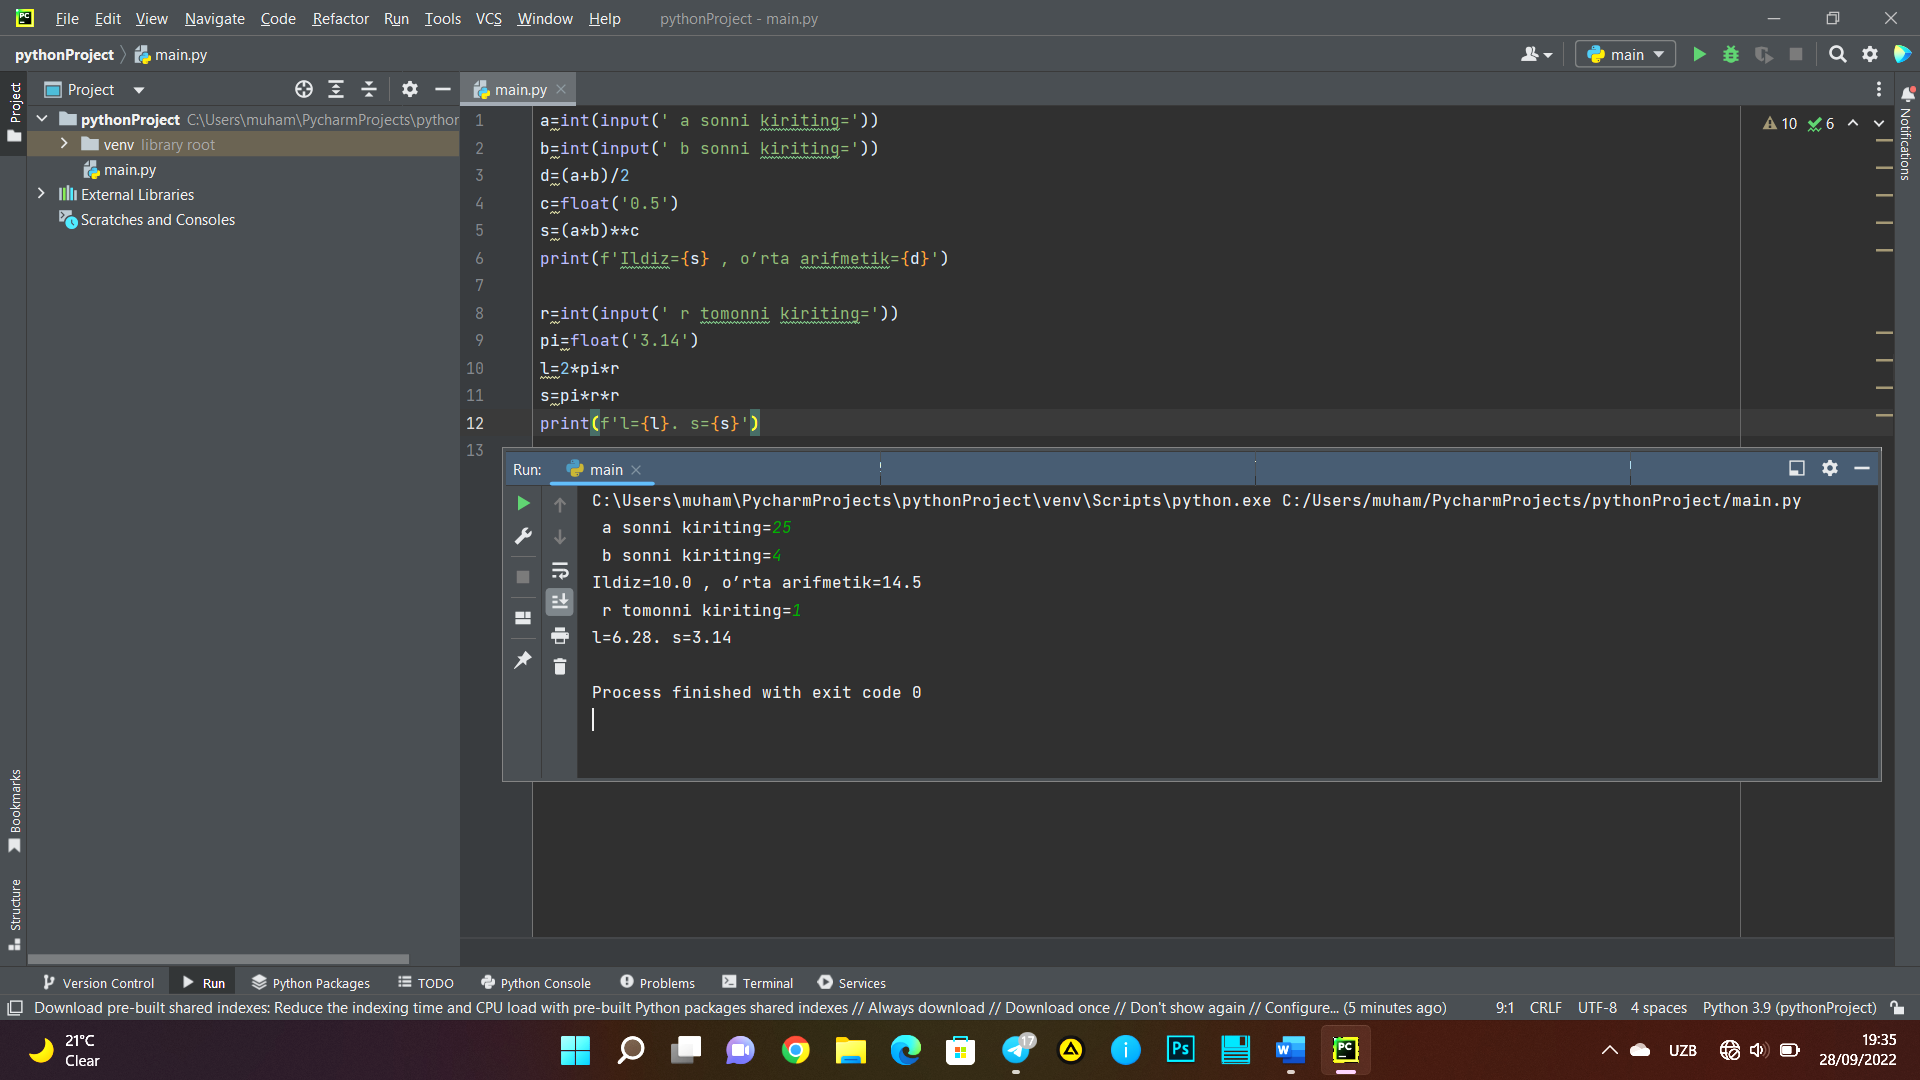 File Edit View Navigate Code Refactor Run Tools VCS Window Help pythonProject - main.py
pythonProject main.py main
Project main.py
pythonProject C:\Users\muham\PycharmProjects\python
venv library root
main.py
External Libraries
Scratches and Consoles
Project
Bookmarks
Structure
Notifications
10 6
1 a=int(input(' a sonni kiriting='))
2 b=int(input(' b sonni kiriting='))
3 d=(a+b)/2
4 c=float('0.5')
5 s=(a*b)**c
6 print(f'Ildiz={s} , o’rta arifmetik={d}')
7
8 r=int(input(' r tomonni kiriting='))
9 pi=float('3.14')
10 l=2*pi*r
11 s=pi*r*r
12 print(f'l={l}. s={s}')
13
Run: main
C:\Users\muham\PycharmProjects\pythonProject\venv\Scripts\python.exe C:/Users/muham/PycharmProjects/pythonProject/main.py
a sonni kiriting=25
b sonni kiriting=4
Ildiz=10.0 , o’rta arifmetik=14.5
r tomonni kiriting=1
l=6.28. s=3.14
Process finished with exit code 0
Version Control Run Python Packages TODO Python Console Problems Terminal Services
Download pre-built shared indexes: Reduce the indexing time and CPU load with pre-built Python packages shared indexes // Always download // Download once // Don't show again // Configure... (5 minutes ago) 9:1 CRLF UTF-8 4 spaces Python 3.9 (pythonProject)
21°C
Clear
17
Ps
PC
UZB
19:35
28/09/2022